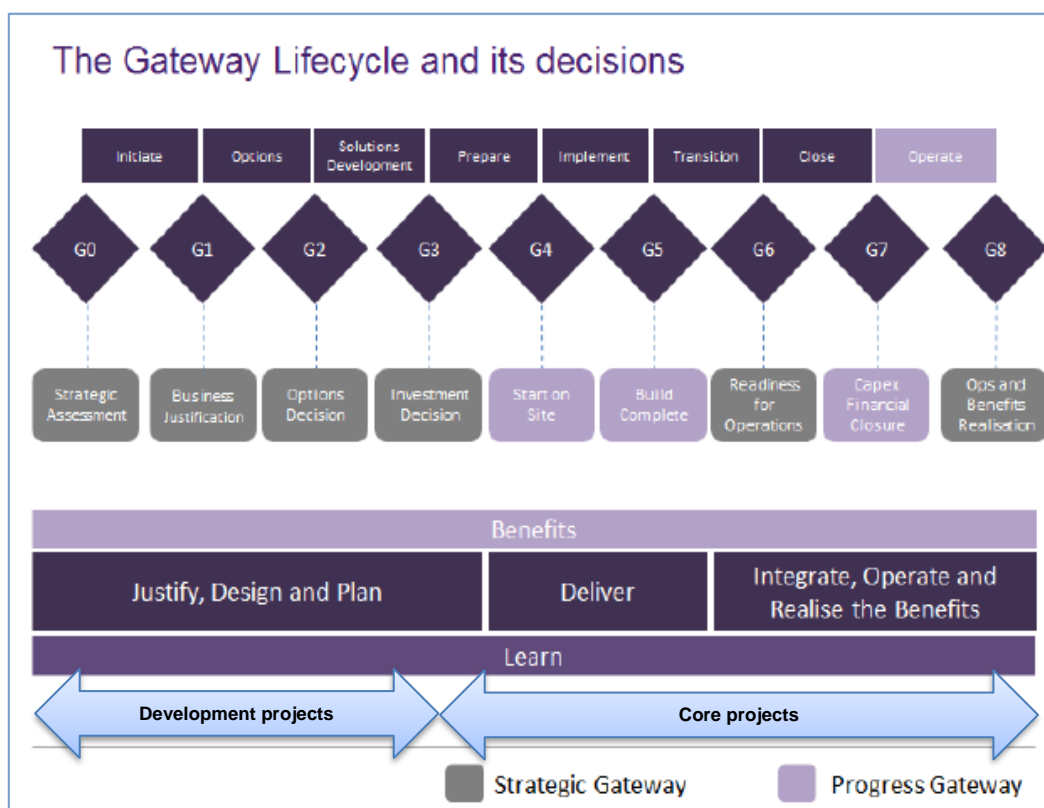 The Gateway Lifecycle and its decisions
Initiate
Options
Solutions
Development
Prepare
Implement
Transition
Close
Operate
G0
G1
G2
G3
G4
G5
G6
G7
G8
Strategic
Assessment
Business
Justification
Options
Decision
Investment
Decision
Start on
Site
Build
Complete
Readiness
for
Operations
Capex
Financial
Closure
Ops and
Benefits
Realisation
Benefits
Justify, Design and Plan
Deliver
Integrate, Operate and
Realise the Benefits
Learn
Development projects
Core projects
Strategic Gateway
Progress Gateway